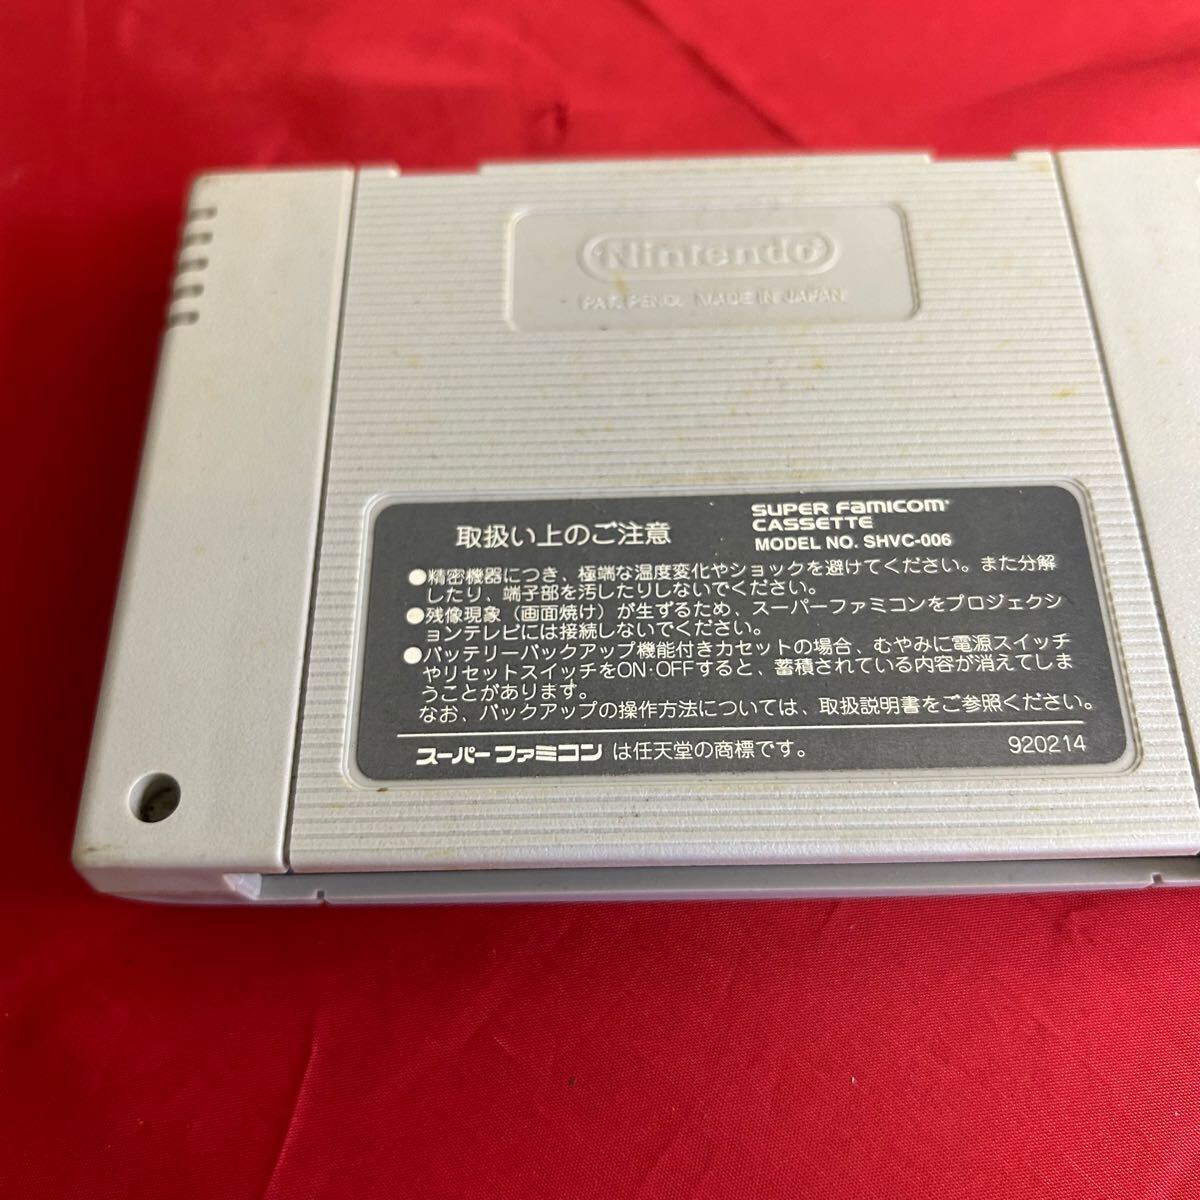 Nintendo
PAT. PEND. MADE IN JAPAN
取扱い上のご注意
SUPER FAMICOM
CASSETTE
MODEL NO. SHVC-006
●精密機器につき、極端な温度変化やショックを避けてください。また分解
したり、端子部を汚したりしないでください。
●残像現象（画面焼け）が生ずるため、スーパーファミコンをプロジェクシ
ョンテレビには接続しないでください。
●バッテリーバックアップ機能付きカセットの場合、むやみに電源スイッチ
やリセットスイッチをON・OFFすると、蓄積されている内容が消えてしま
うことがあります。
なお、バックアップの操作方法については、取扱説明書をご参照ください。
スーパーファミコン は任天堂の商標です。
920214